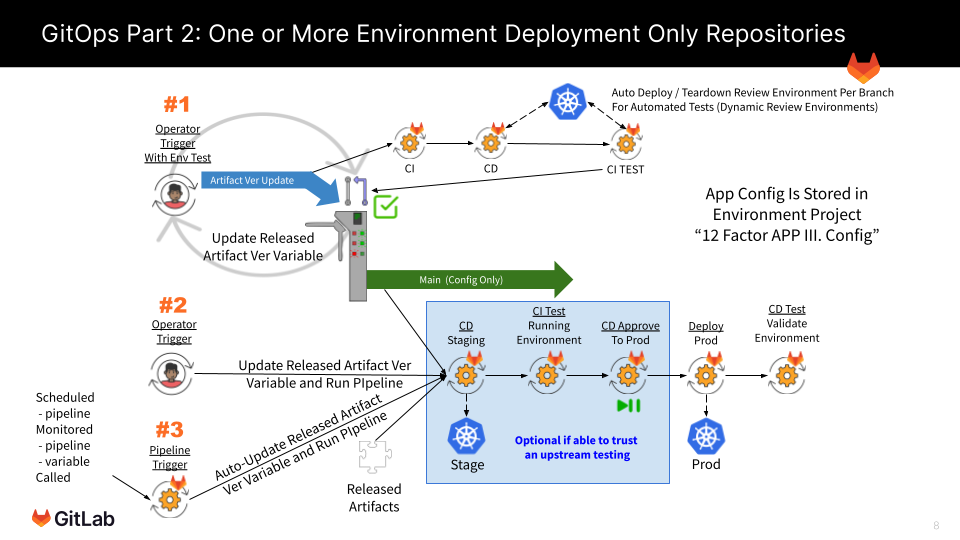 GitOps Part 2: One or More Environment Deployment Only Repositories
Auto Deploy / Teardown Review Environment Per Branch
For Automated Tests (Dynamic Review Environments)
#1
Operator
Trigger
With Env Test
Artifact Ver Update
CI
CD
CI TEST
App Config Is Stored in
Environment Project
“12 Factor APP III. Config”
Update Released
Artifact Ver Variable
Main (Config Only)
#2
Operator
Trigger
Update Released Artifact Ver
Variable and Run PIpeline
CD
Staging
CI Test
Running
Environment
CD Approve
To Prod
Deploy
Prod
CD Test
Validate
Environment
Scheduled
- pipeline
Monitored
- pipeline
- variable
Called
#3
Pipeline
Trigger
Auto-Update Released Artifact
Ver Variable and Run PIpeline
Released
Artifacts
Stage
Optional if able to trust
an upstream testing
Prod
GitLab
8